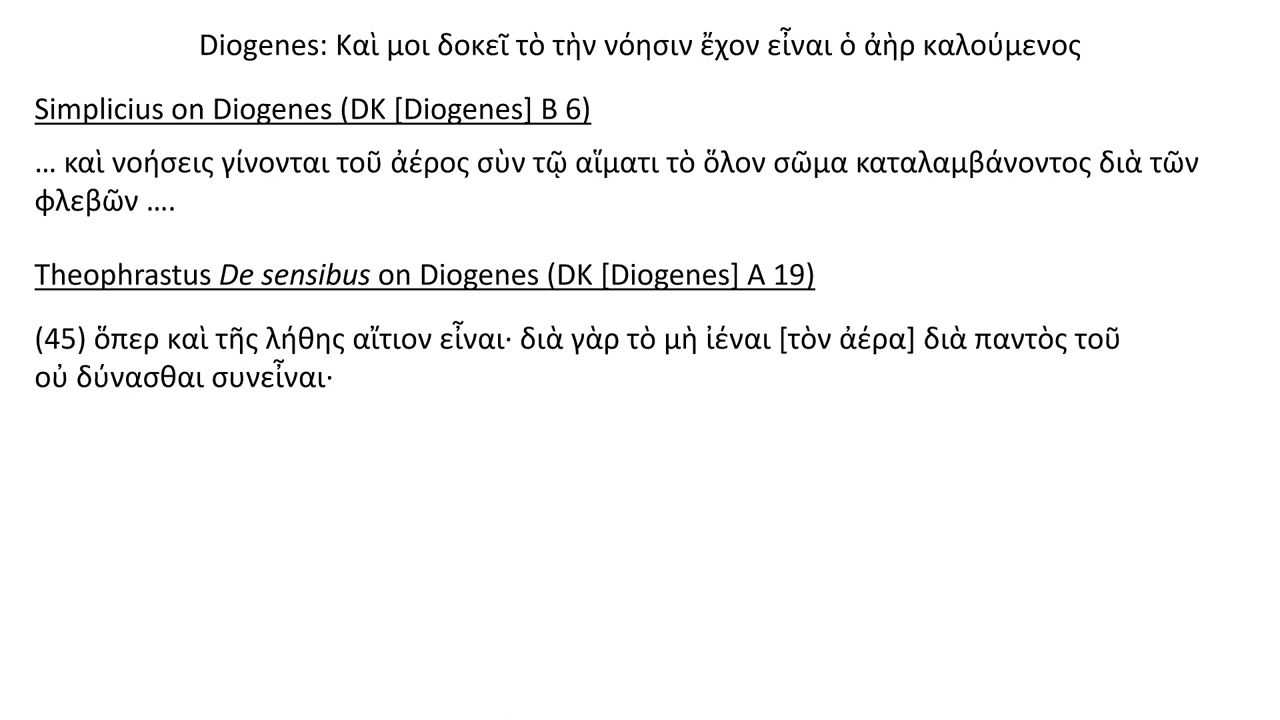 Diogenes: Καὶ μοι δοκεῖ τὸ τὴν νόησιν ἔχον εἶναι ὁ ἀὴρ καλούμενος
Simplicius on Diogenes (DK [Diogenes] B 6)
… καὶ νοήσεις γίνονται τοῦ ἀέρος σὺν τῷ αἵματι τὸ ὅλον σῶμα καταλαμβάνοντος διὰ τῶν
φλεβῶν ….
Theophrastus De sensibus on Diogenes (DK [Diogenes] A 19)
(45) ὅπερ καὶ τῆς λήθης αἴτιον εἶναι· διὰ γὰρ τὸ μὴ ἰέναι [τὸν ἀέρα] διὰ παντὸς τοῦ
οὐ δύνασθαι συνεῖναι·